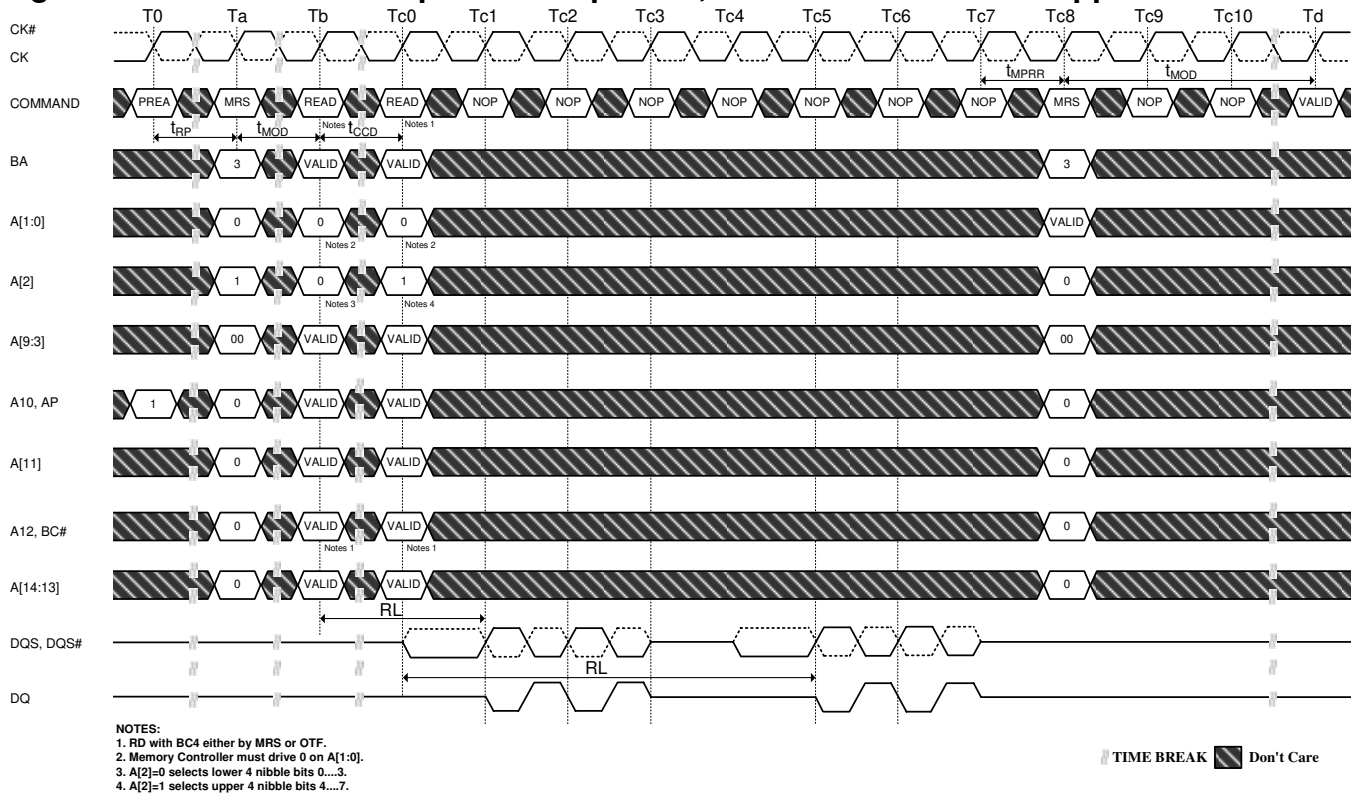 T0 Ta Tb Tc0 Tc1 Tc2 Tc3 Tc4 Tc5 Tc6 Tc7 Tc8 Tc9 Tc10 Td
CK#
CK
tMPRR tMOD
COMMAND PREA MRS READ READ NOP NOP NOP NOP NOP NOP NOP MRS NOP NOP VALID
Notes 1 Notes 1
tRP tMOD tCCD
BA 3 VALID VALID 3
A[1:0] 0 0 0 VALID
Notes 2 Notes 2
A[2] 1 0 1 0
Notes 3 Notes 4
A[9:3] 00 VALID VALID 00
A10, AP 1 0 VALID VALID 0
A[11] 0 VALID VALID 0
A12, BC# 0 VALID VALID 0
Notes 1 Notes 1
A[14:13] 0 VALID VALID 0
RL
DQS, DQS#
RL
DQ
NOTES:
1. RD with BC4 either by MRS or OTF.
2. Memory Controller must drive 0 on A[1:0].
3. A[2]=0 selects lower 4 nibble bits 0....3.
4. A[2]=1 selects upper 4 nibble bits 4....7.
TIME BREAK Don't Care